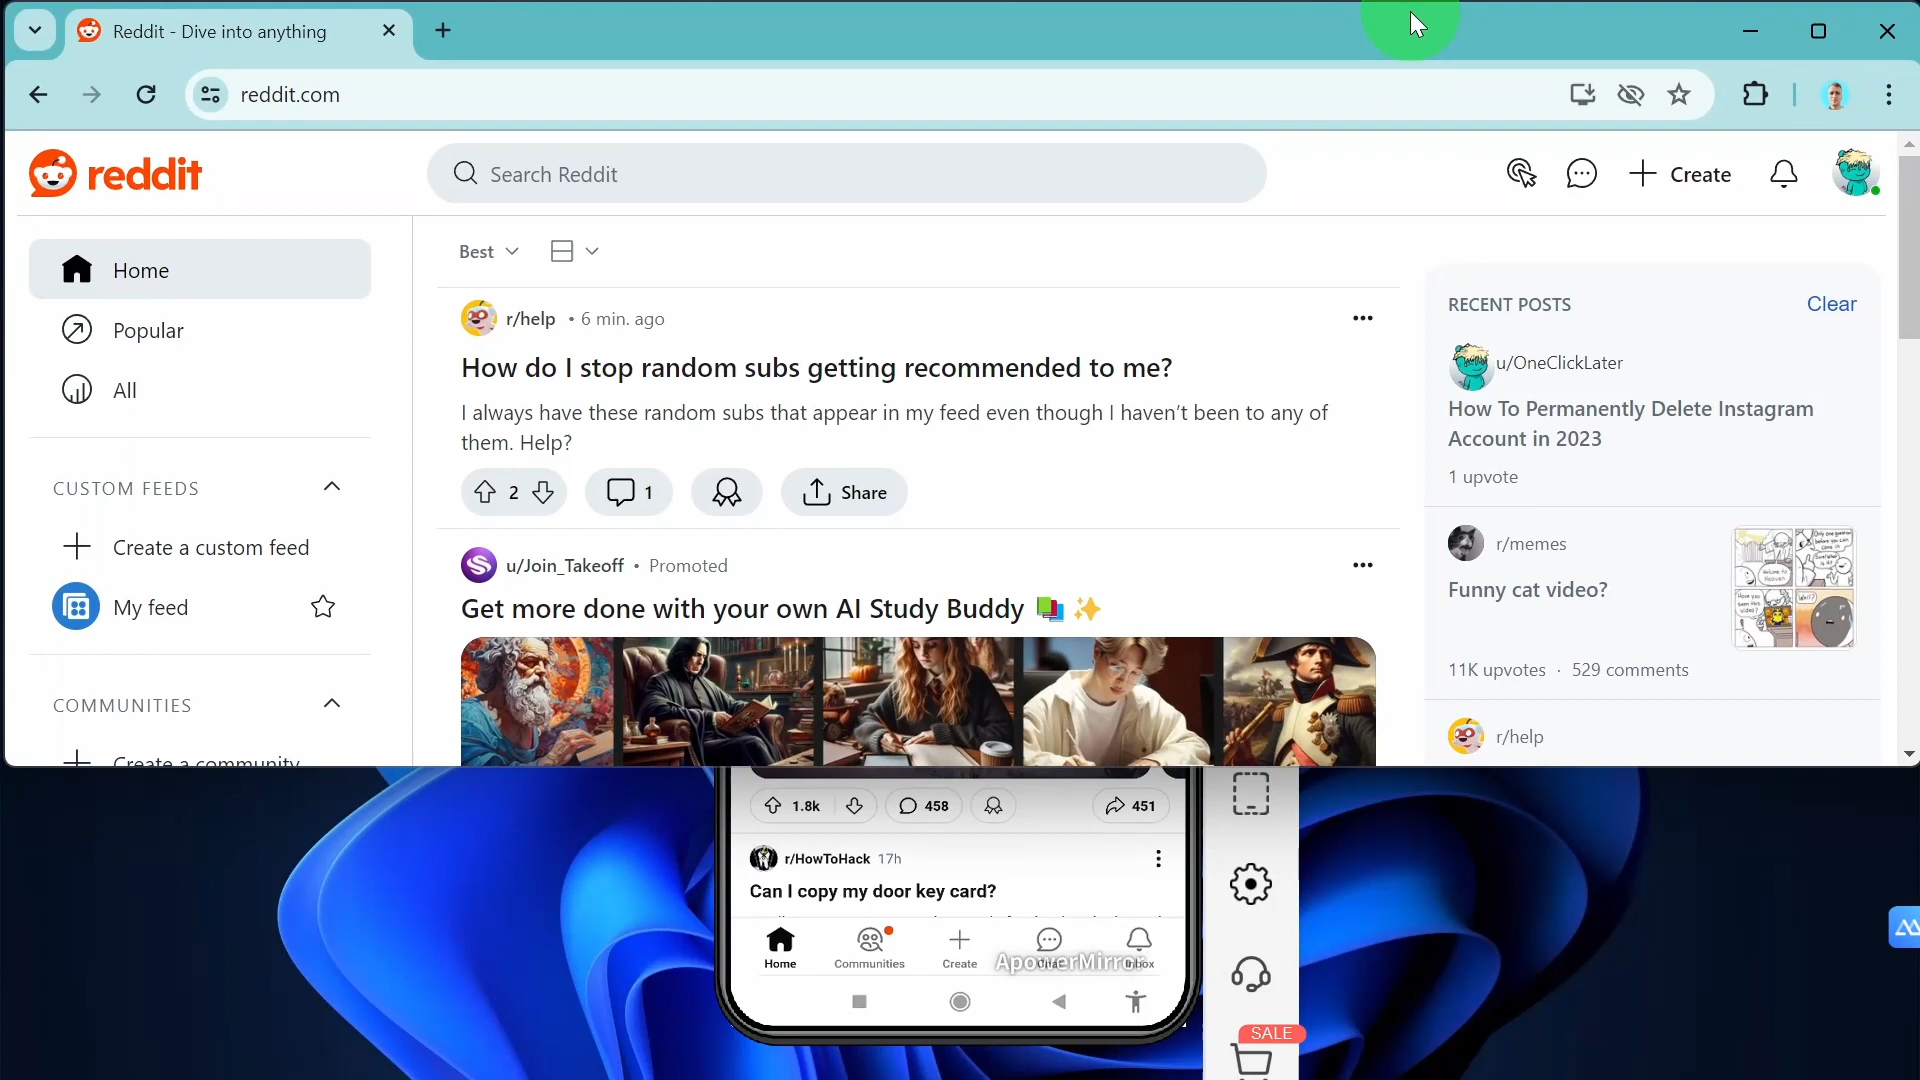 Reddit - Dive into anything
reddit.com
reddit
Search Reddit
Create
Home
Popular
All
CUSTOM FEEDS
Create a custom feed
My feed
COMMUNITIES
Create a community
Best
r/help • 6 min. ago
How do I stop random subs getting recommended to me?
I always have these random subs that appear in my feed even though I haven't been to any of
them. Help?
2
1
Share
u/Join_Takeoff • Promoted
Get more done with your own AI Study Buddy
RECENT POSTS
Clear
u/OneClickLater
How To Permanently Delete Instagram
Account in 2023
1 upvote
r/memes
Funny cat video?
11K upvotes · 529 comments
r/help
1.8k
458
451
r/HowToHack 17h
Can I copy my door key card?
Home
Communities
Create
ApowerMirror
SALE